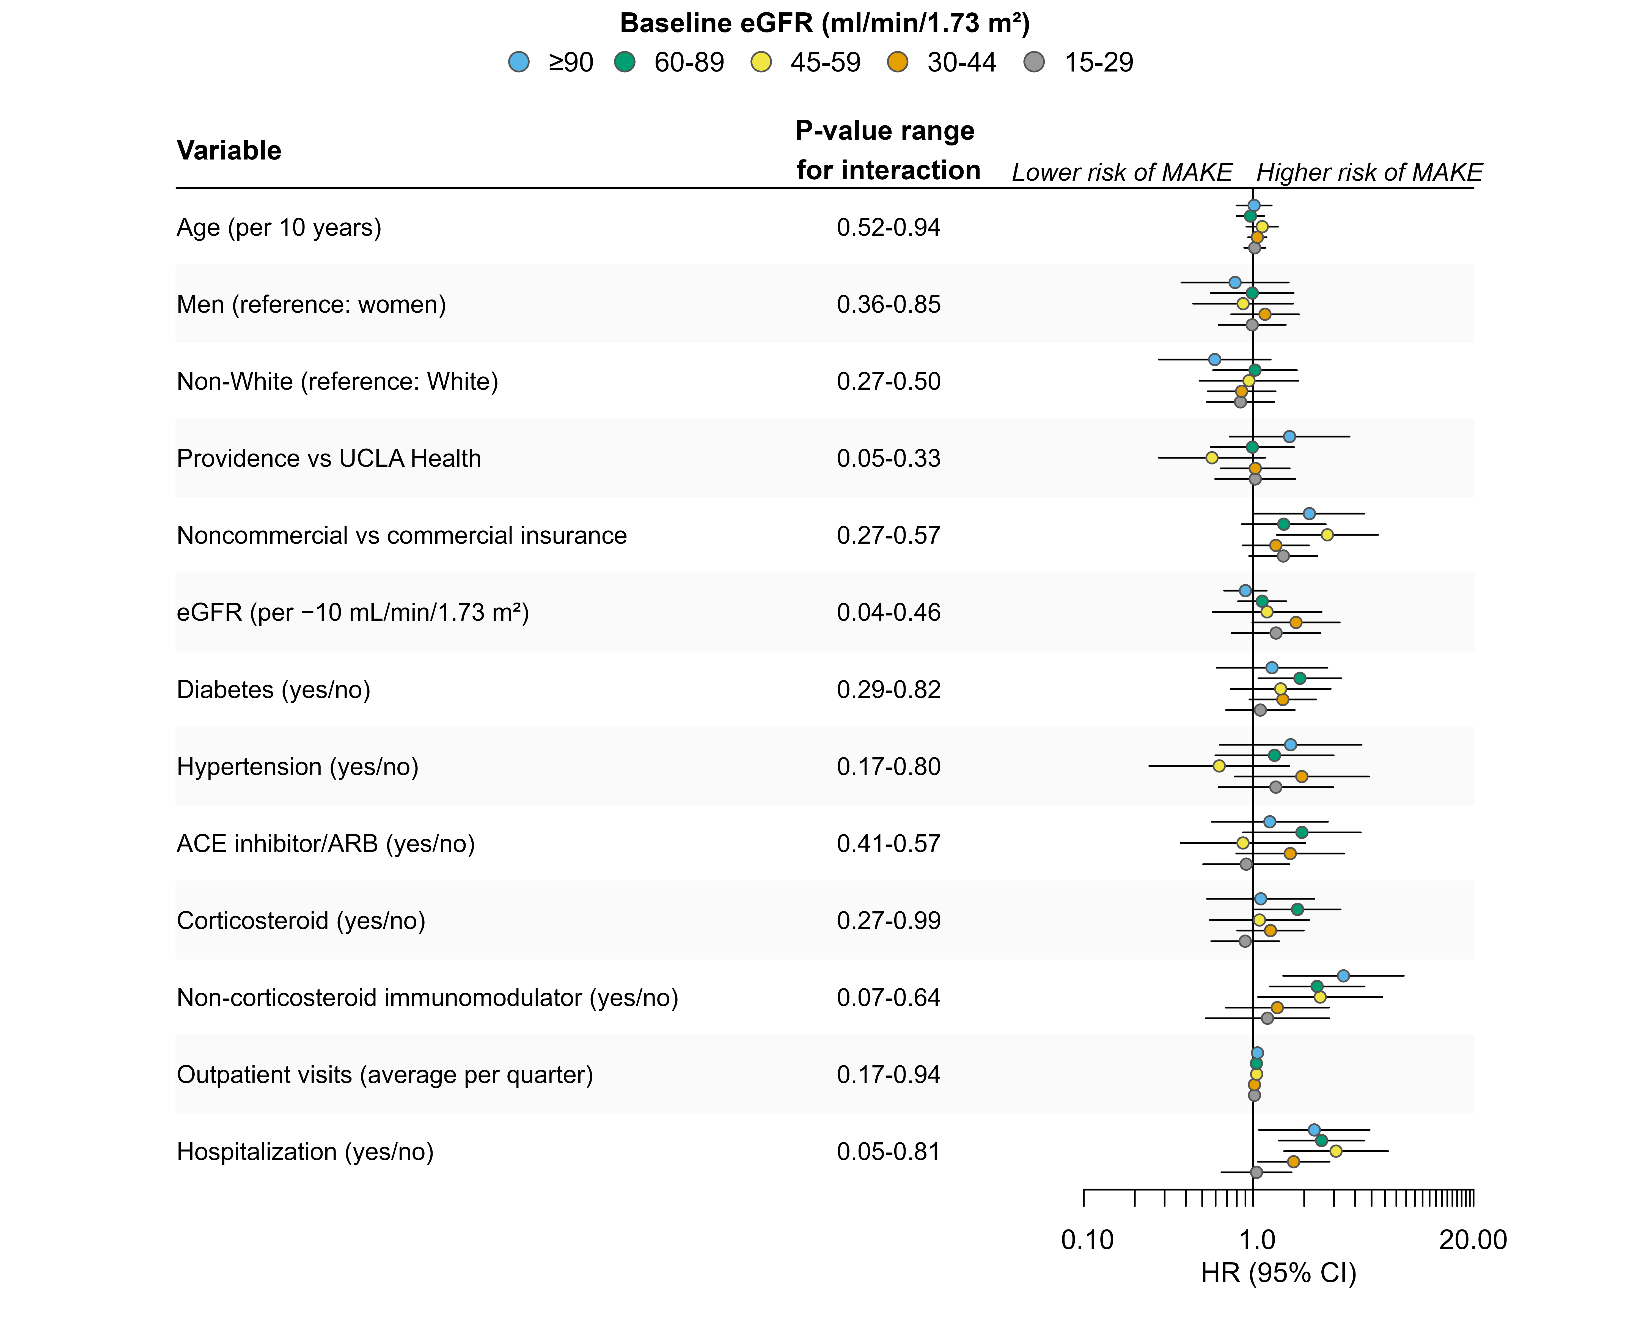 Baseline eGFR (ml/min/1.73 m²)
≥90 60-89 45-59 30-44 15-29
Variable
P-value range
for interaction
Lower risk of MAKE Higher risk of MAKE
Age (per 10 years) 0.52-0.94
Men (reference: women) 0.36-0.85
Non-White (reference: White) 0.27-0.50
Providence vs UCLA Health 0.05-0.33
Noncommercial vs commercial insurance 0.27-0.57
eGFR (per −10 mL/min/1.73 m²) 0.04-0.46
Diabetes (yes/no) 0.29-0.82
Hypertension (yes/no) 0.17-0.80
ACE inhibitor/ARB (yes/no) 0.41-0.57
Corticosteroid (yes/no) 0.27-0.99
Non-corticosteroid immunomodulator (yes/no) 0.07-0.64
Outpatient visits (average per quarter) 0.17-0.94
Hospitalization (yes/no) 0.05-0.81
0.10 1.0 20.00
HR (95% CI)